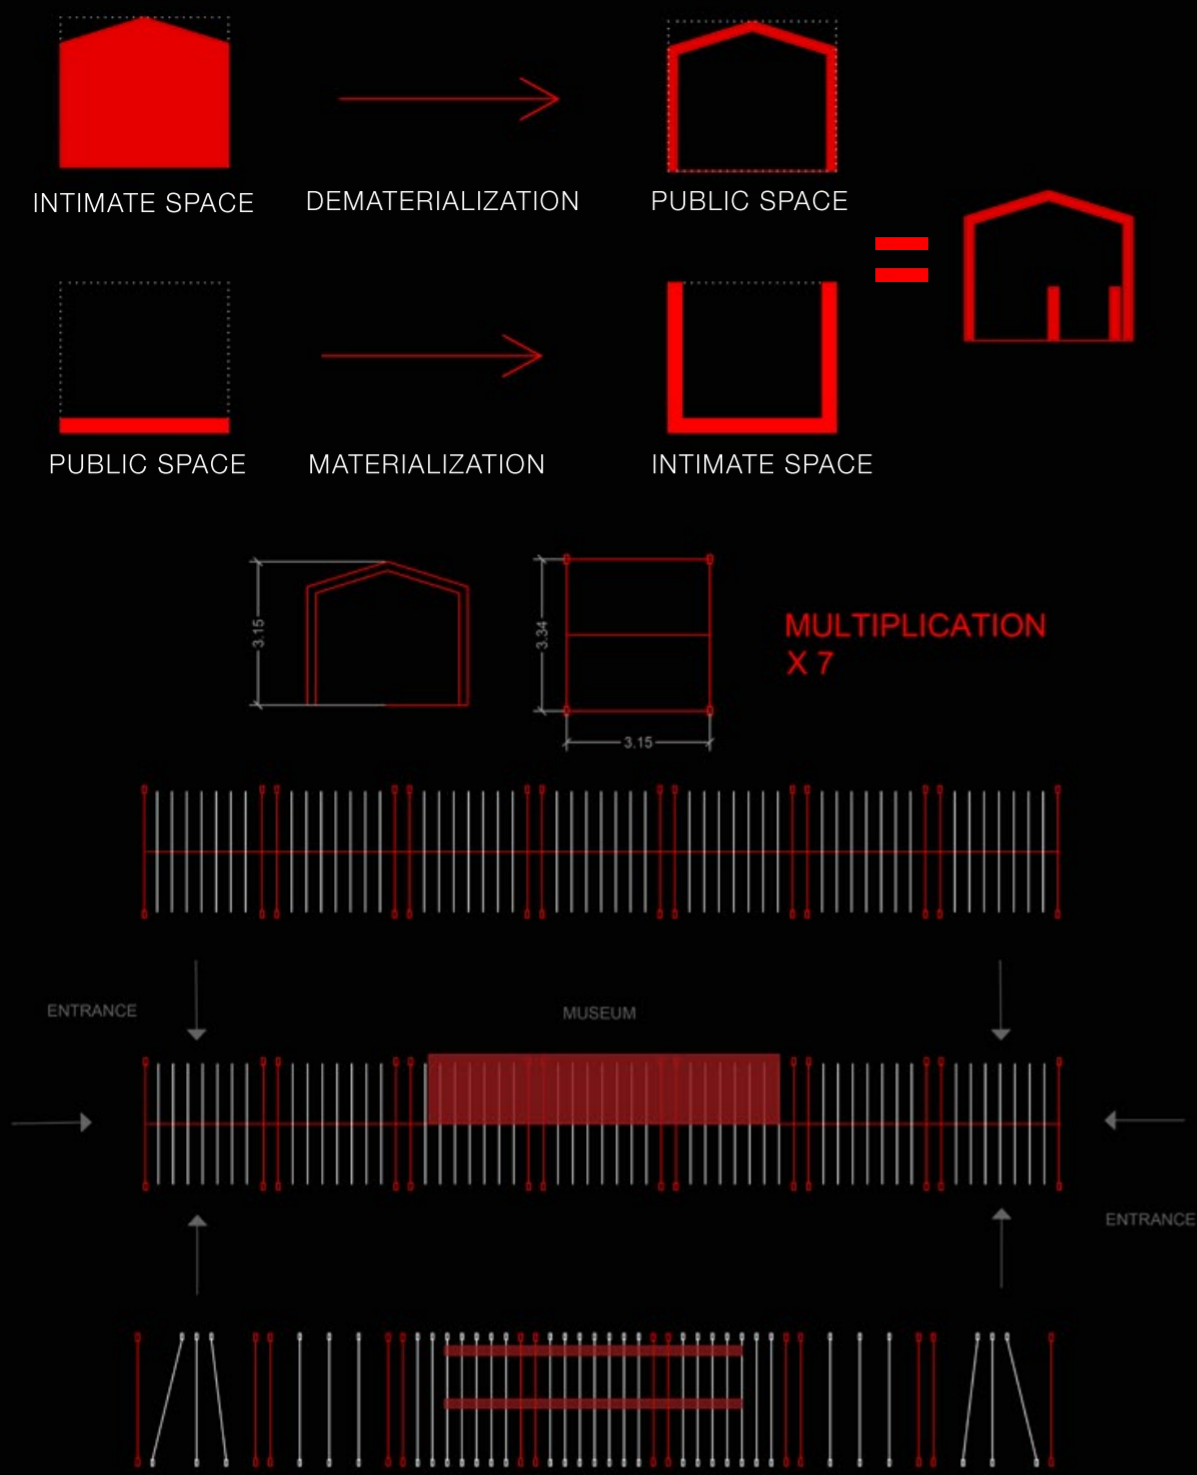 INTIMATE SPACE
DEMATERIALIZATION
PUBLIC SPACE
=
PUBLIC SPACE
MATERIALIZATION
INTIMATE SPACE
3.15
3.34
3.15
MULTIPLICATION
X 7
ENTRANCE
MUSEUM
ENTRANCE